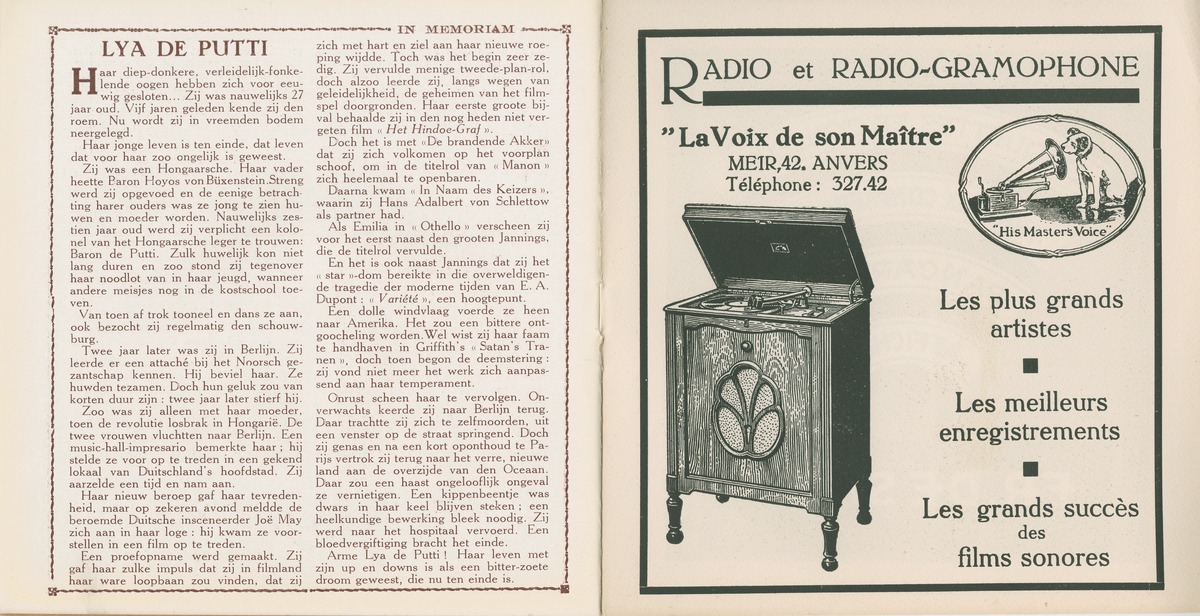 IN MEMORIAM
LYA DE PUTTI
Haar diep-donkere, verleidelijk-fonke-
lende oogen hebben zich voor eeu-
wig gesloten... Zij was nauwelijks 27
jaar oud. Vijf jaren geleden kende zij den
roem. Nu wordt zij in vreemden bodem
neergelegd.
Haar jonge leven is ten einde, dat leven
dat voor haar zoo ongelijk is geweest.
Zij was een Hongaarsche. Haar vader
heette Baron Hoyos von Büxenstein.Streng
werd zij opgevoed en de eenige betrach-
ting harer ouders was ze jong te zien hu-
wen en moeder worden. Nauwelijks zes-
tien jaar oud werd zij verplicht een kolo-
nel van het Hongaarsche leger te trouwen:
Baron de Putti. Zulk huwelijk kon niet
lang duren en zoo stond zij tegenover
haar noodlot van in haar jeugd, wanneer
andere meisjes nog in de kostschool toe-
ven.
Van toen af trok tooneel en dans ze aan,
ook bezocht zij regelmatig den schouw-
burg.
Twee jaar later was zij in Berlijn. Zij
leerde er een attaché bij het Noorsch ge-
zantschap kennen. Hij beviel haar. Ze
huwden tezamen. Doch hun geluk zou van
korten duur zijn : twee jaar later stierf hij.
Zoo was zij alleen met haar moeder,
toen de revolutie losbrak in Hongarië. De
twee vrouwen vluchtten naar Berlijn. Een
music-hall-impresario bemerkte haar ; hij
stelde ze voor op te treden in een gekend
lokaal van Duitschland's hoofdstad. Zij
aarzelde een tijd en nam aan.
Haar nieuw beroep gaf haar tevreden-
heid, maar op zekeren avond meldde de
beroemde Duitsche insceneerder Joë May
zich aan in haar loge : hij kwam ze voor-
stellen in een film op te treden.
Een proefopname werd gemaakt. Zij
gaf haar zulke impuls dat zij in filmland
haar ware loopbaan zou vinden, dat zij
zich met hart en ziel aan haar nieuwe roe-
ping wijdde. Toch was het begin zeer ze-
dig. Zij vervulde menige tweede-plan-rol,
doch alzoo leerde zij, langs wegen van
geleidelijkheid, de geheimen van het film-
spel doorgronden. Haar eerste groote bij-
val behaalde zij in den nog heden niet ver-
geten film « Het Hindoe-Graf ».
Doch het is met «De brandende Akker»
dat zij zich volkomen op het voorplan
schoof, om in de titelrol van « Manon »
zich heelemaal te openbaren.
Daarna kwam « In Naam des Keizers »,
waarin zij Hans Adalbert von Schlettow
als partner had.
Als Emilia in « Othello » verscheen zij
voor het eerst naast den grooten Jannings,
die de titelrol vervulde.
En het is ook naast Jannings dat zij het
« star »-dom bereikte in die overweldigen-
de tragedie der moderne tijden van E. A.
Dupont : « Variété », een hoogtepunt.
Een dolle windvlaag voerde ze heen
naar Amerika. Het zou een bittere ont-
goocheling worden. Wel wist zij haar faam
te handhaven in Griffith's « Satan's Tra-
nen », doch toen begon de deemstering :
zij vond niet meer het werk zich aanpas-
send aan haar temperament.
Onrust scheen haar te vervolgen. On-
verwachts keerde zij naar Berlijn terug.
Daar trachtte zij zich te zelfmoorden, uit
een venster op de straat springend. Doch
zij genas en na een kort oponthoud te Pa-
rijs vertrok zij terug naar het verre, nieuwe
land aan de overzijde van den Oceaan.
Daar zou een haast ongelooflijk ongeval
ze vernietigen. Een kippenbeentje was
dwars in haar keel blijven steken ; een
heelkundige bewerking bleek noodig. Zij
werd naar het hospitaal vervoerd. Een
bloedvergiftiging bracht het einde.
Arme Lya de Putti ! Haar leven met
zijn up en downs is als een bitter-zoete
droom geweest, die nu ten einde is.
RADIO et RADIO-GRAMOPHONE
"La Voix de son Maître"
MEIR,42. ANVERS
Téléphone : 327.42
"His Master's Voice"
Les plus grands
artistes
Les meilleurs
enregistrements
Les grands succès
des
films sonores